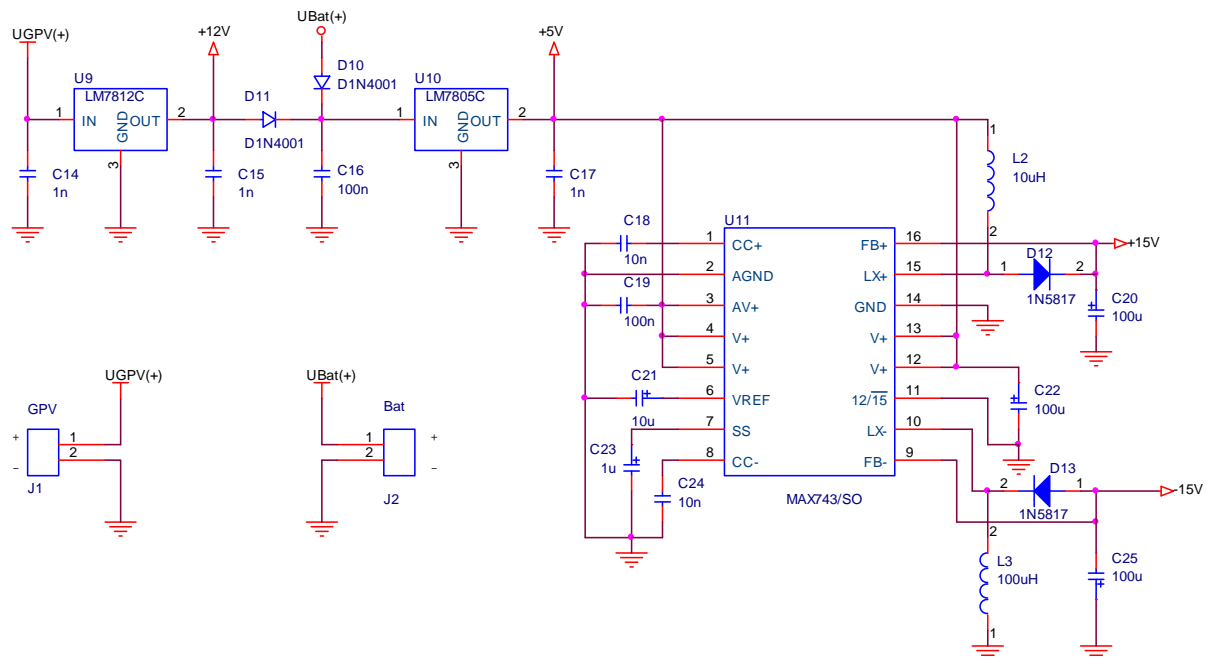 UGPV(+)
+12V
UBat(+)
+5V
U9
LM7812C
1
IN
GND
OUT
2
3
D11
D1N4001
D10
D1N4001
U10
LM7805C
1
IN
GND
OUT
2
3
C14
1n
C15
1n
C16
100n
C17
1n
1
L2
10uH
2
U11
C18
10n
C19
100n
C21
10u
C23
1u
C24
10n
1
CC+
2
AGND
3
AV+
4
V+
5
V+
6
VREF
7
SS
8
CC-
16
FB+
15
LX+
14
GND
13
V+
12
V+
11
12/15
10
LX-
9
FB-
MAX743/SO
+15V
1
D12
2
1N5817
C20
100u
C22
100u
2
D13
1
1N5817
-15V
2
L3
100uH
1
C25
100u
UGPV(+)
GPV
+
1
2
−
J1
UBat(+)
Bat
1
2
+
−
J2